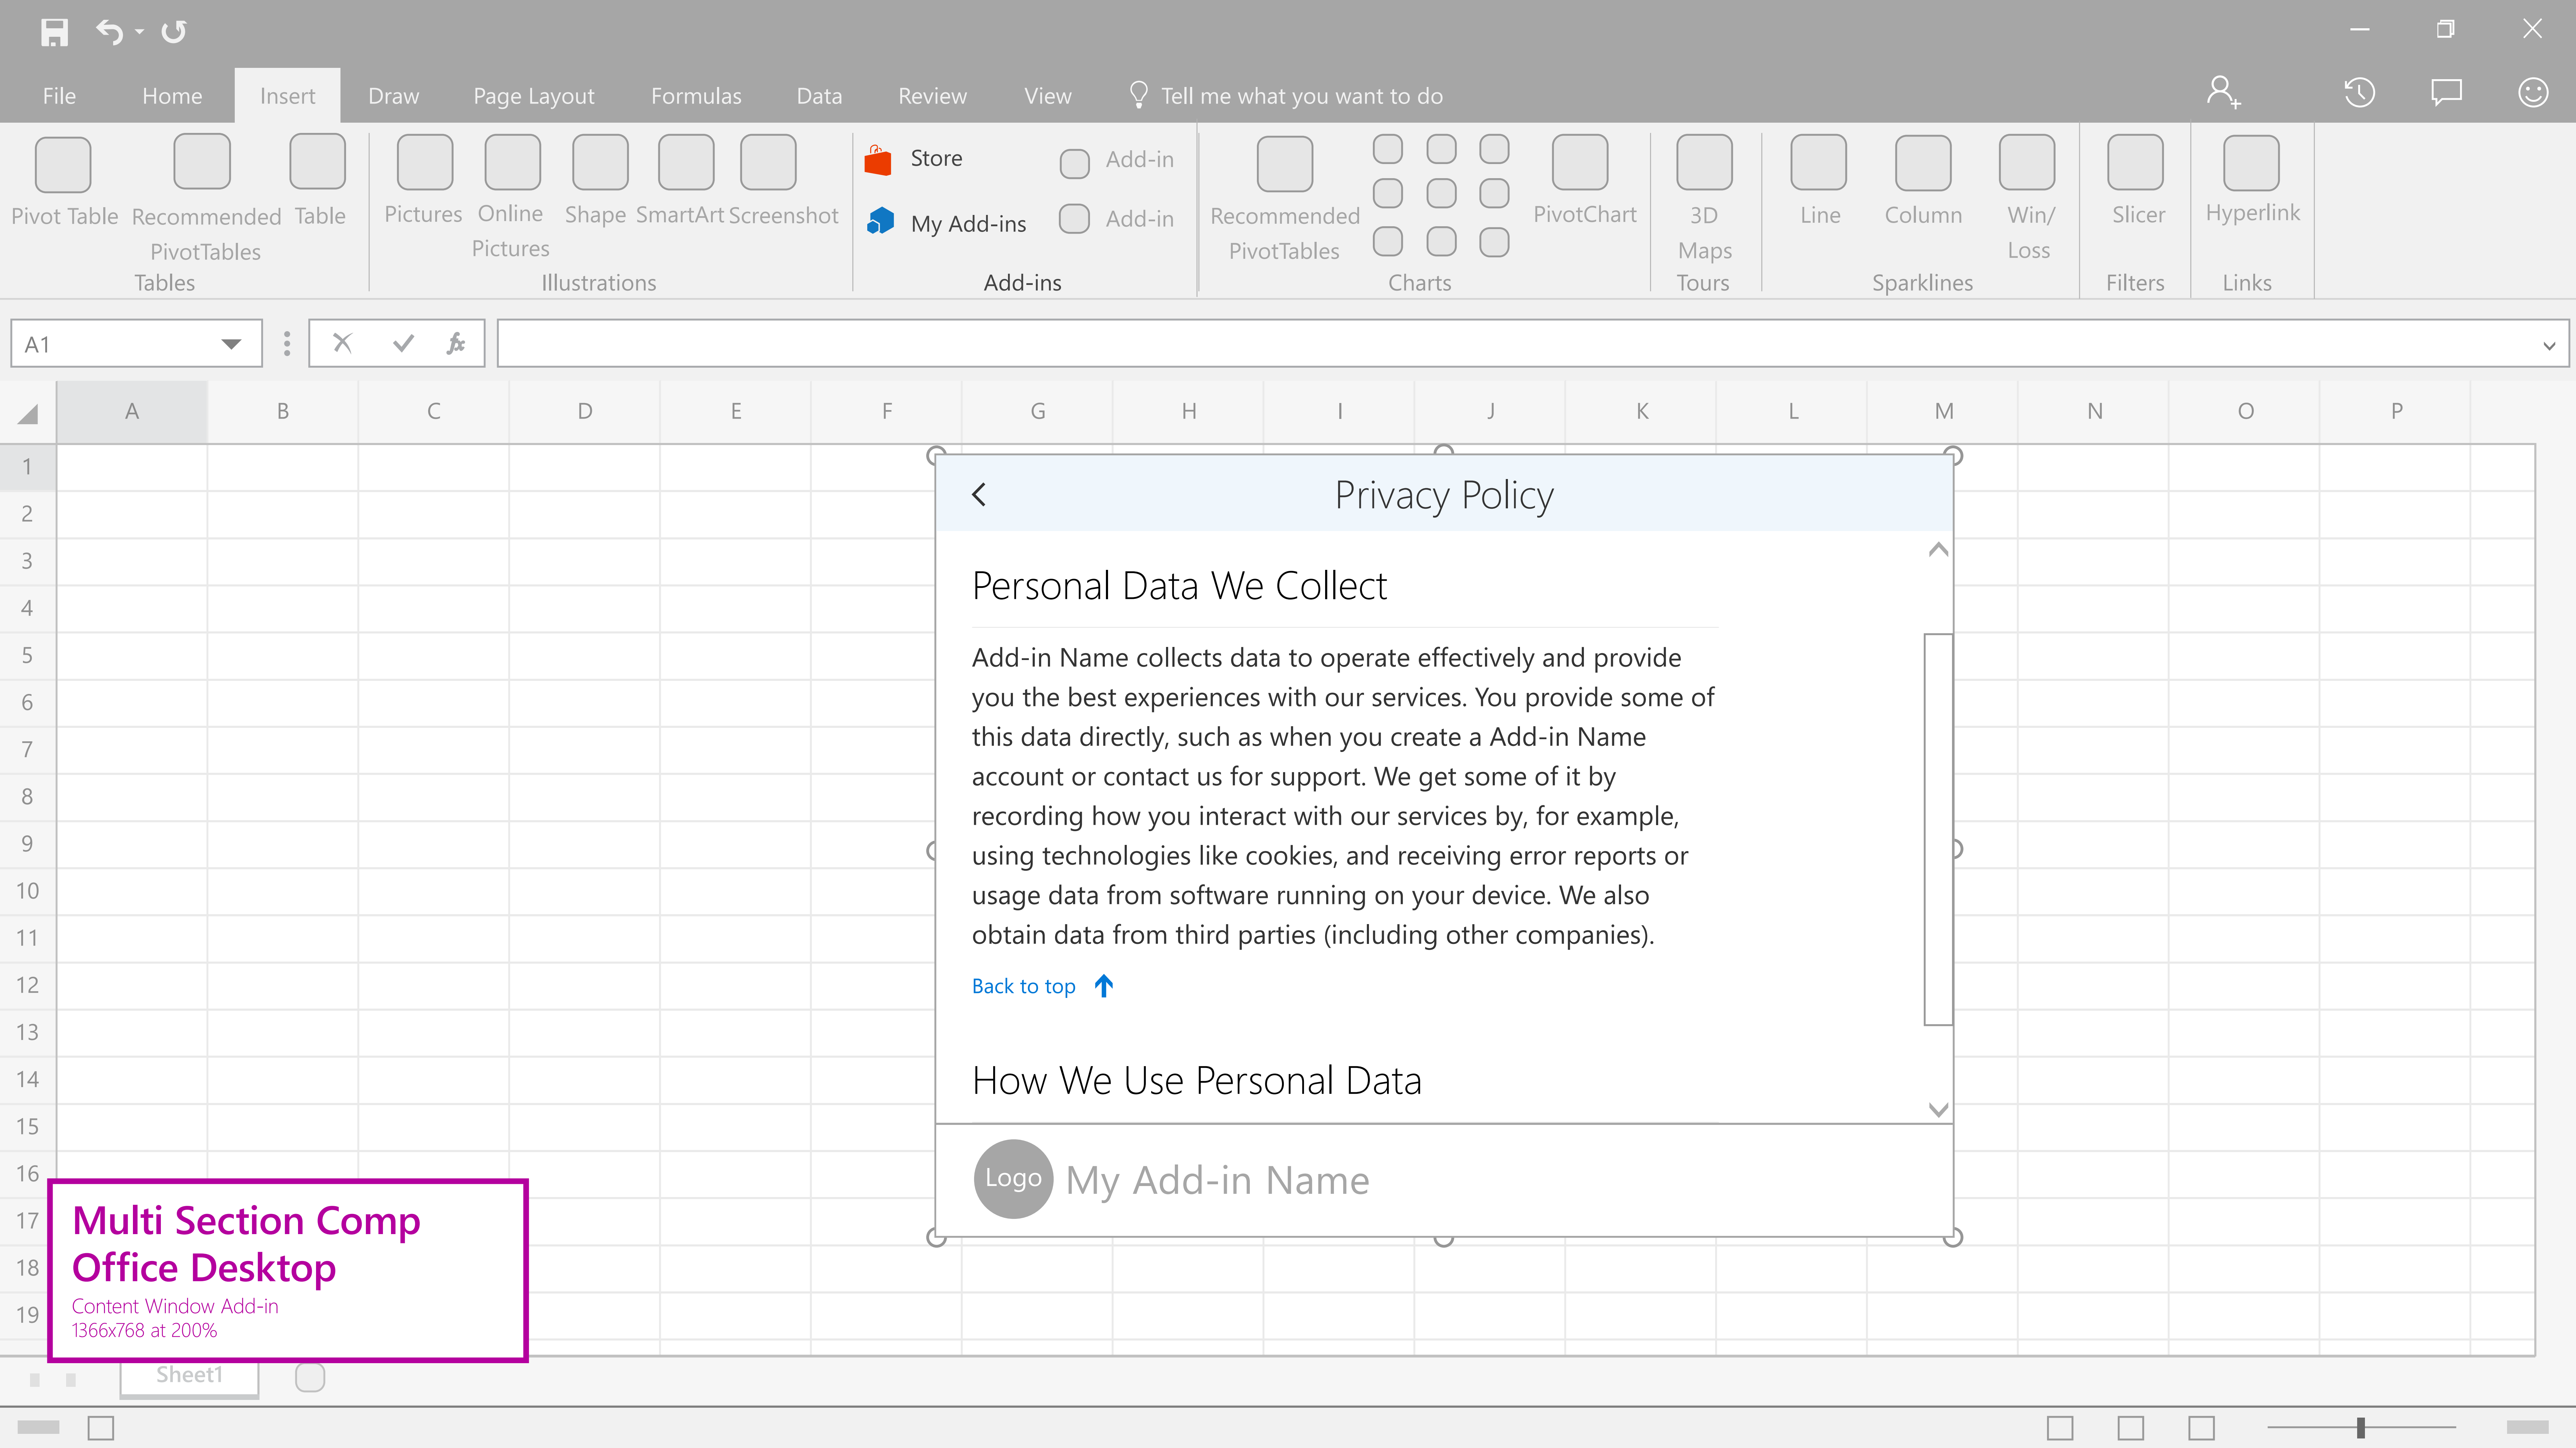 File Home Insert Draw Page Layout Formulas Data Review View Tell me what you want to do
Pivot Table
Recommended
PivotTables
Table
Tables
Pictures
Online
Pictures
Shape
SmartArt
Screenshot
Illustrations
Store
My Add-ins
Add-in
Add-in
Add-ins
Recommended
PivotTables
PivotChart
Charts
3D
Maps
Tours
Line
Column
Win/
Loss
Sparklines
Slicer
Filters
Hyperlink
Links
A1
fx
A B C D E F G H I J K L M N O P
1
2
3
4
5
6
7
8
9
10
11
12
13
14
15
16
17
18
19
Privacy Policy
Personal Data We Collect
Add-in Name collects data to operate effectively and provide
you the best experiences with our services. You provide some of
this data directly, such as when you create a Add-in Name
account or contact us for support. We get some of it by
recording how you interact with our services by, for example,
using technologies like cookies, and receiving error reports or
usage data from software running on your device. We also
obtain data from third parties (including other companies).
Back to top
How We Use Personal Data
Logo My Add-in Name
Multi Section Comp
Office Desktop
Content Window Add-in
1366x768 at 200%
Sheet1